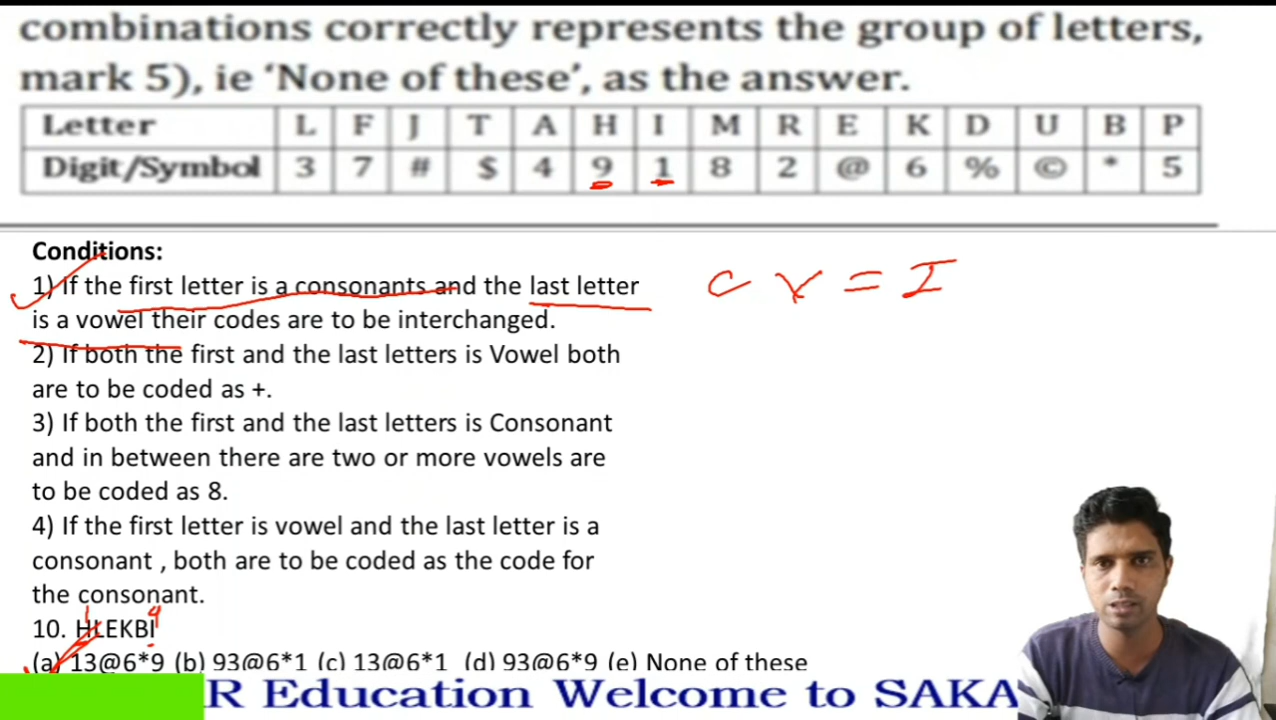 combinations correctly represents the group of letters,
mark 5), ie ‘None of these’, as the answer.
Letter L F J T A H I M R E K D U B P
Digit/Symbol 3 7 # $ 4 9 1 8 2 @ 6 % © * 5
Conditions:
1) If the first letter is a consonants and the last letter C V = I
is a vowel their codes are to be interchanged.
2) If both the first and the last letters is Vowel both
are to be coded as +.
3) If both the first and the last letters is Consonant
and in between there are two or more vowels are
to be coded as 8.
4) If the first letter is vowel and the last letter is a
consonant , both are to be coded as the code for
the consonant.
1 9
10. HLEKBI
(a) 13@6*9 (b) 93@6*1 (c) 13@6*1 (d) 93@6*9 (e) None of these
R Education Welcome to SAKA